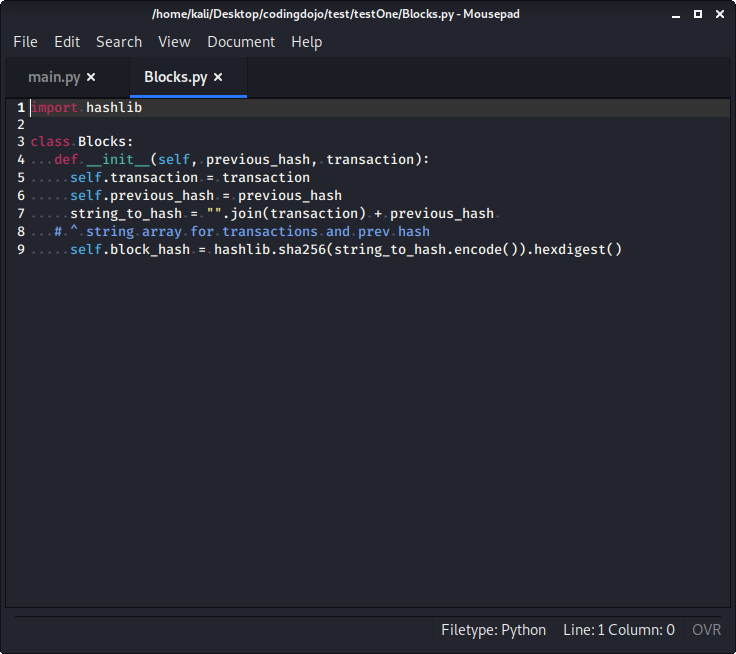 /home/kali/Desktop/codingdojo/test/testOne/Blocks.py - Mousepad
File Edit Search View Document Help
main.py × Blocks.py ×
1 import hashlib
2
3 class Blocks:
4    def __init__(self, previous_hash, transaction):
5      self.transaction = transaction
6      self.previous_hash = previous_hash
7      string_to_hash = "".join(transaction) + previous_hash
8    # ^ string array for transactions and prev hash
9      self.block_hash = hashlib.sha256(string_to_hash.encode()).hexdigest()
Filetype: Python Line: 1 Column: 0 OVR